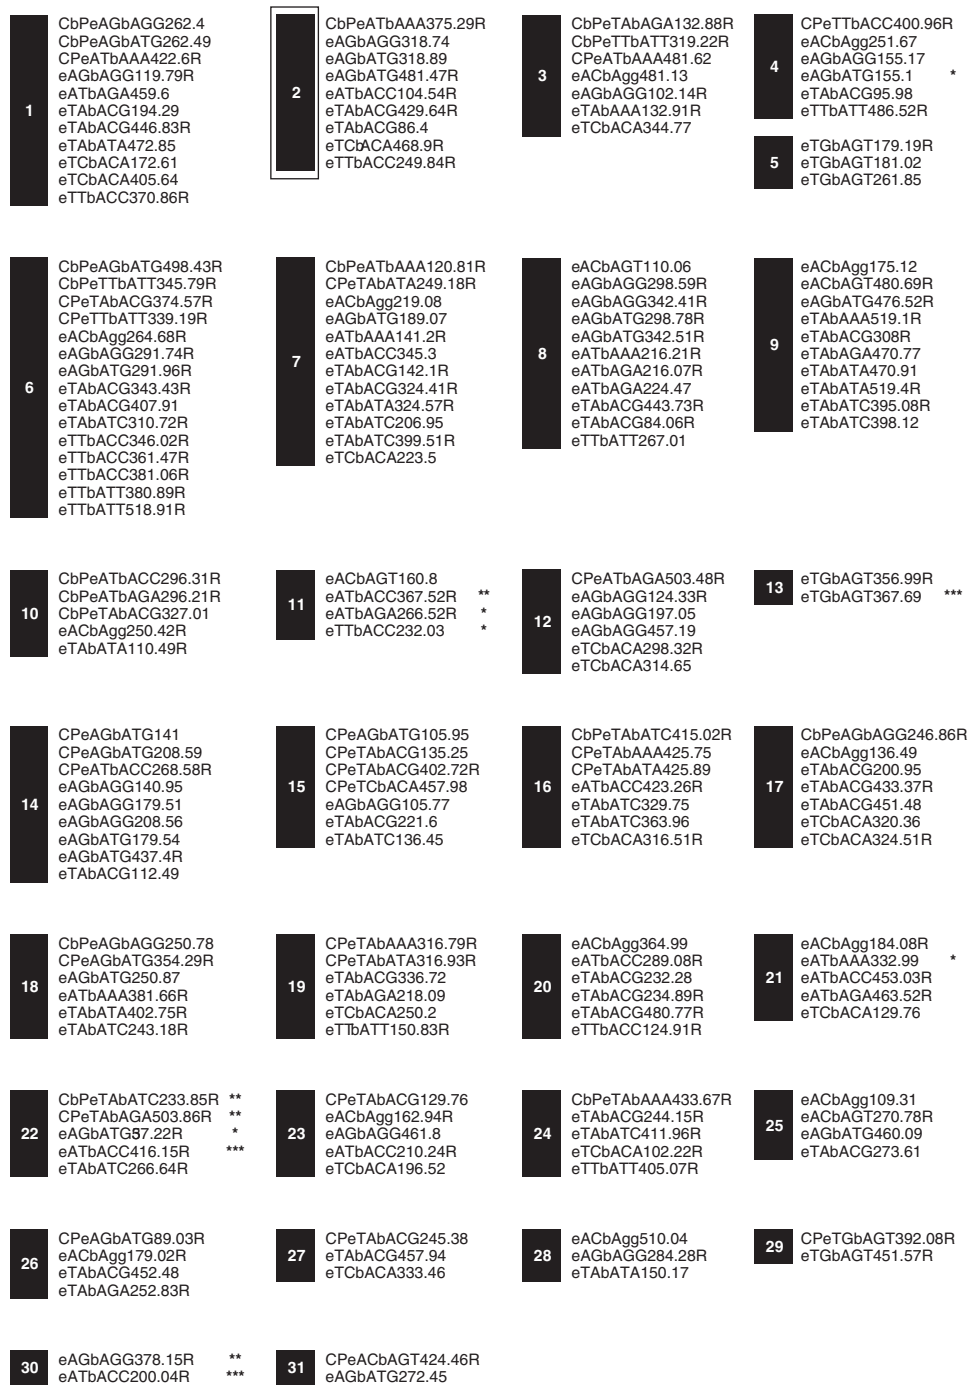 1
CbPeAGbAGG262.4
CbPeAGbATG262.49
CPeATbAAA422.6R
eAGbAGG119.79R
eATbAGA459.6
eTAbACG194.29
eTAbACG446.83R
eTAbATA472.85
eTCbACA172.61
eTCbACA405.64
eTTbACC370.86R
2
CbPeATbAAA375.29R
eAGbAGG318.74
eAGbATG318.89
eAGbATG481.47R
eATbACC104.54R
eTAbACG429.64R
eTAbACG86.4
eTCbACA468.9R
eTTbACC249.84R
3
CbPeTAbAGA132.88R
CbPeTTbATT319.22R
CPeATbAAA481.62
eACbAgg481.13
eAGbAGG102.14R
eTAbAAA132.91R
eTCbACA344.77
4
CPeTTbACC400.96R
eACbAgg251.67
eAGbAGG155.17
eAGbATG155.1 *
eTAbACG95.98
eTTbATT486.52R
5
eTGbAGT179.19R
eTGbAGT181.02
eTGbAGT261.85
6
CbPeAGbATG498.43R
CbPeTTbATT345.79R
CPeTAbACG374.57R
CPeTTbATT339.19R
eACbAgg264.68R
eAGbAGG291.74R
eAGbATG291.96R
eTAbACG343.43R
eTAbACG407.91
eTAbATC310.72R
eTTbACC346.02R
eTTbACC361.47R
eTTbACC381.06R
eTTbATT380.89R
eTTbATT518.91R
7
CbPeATbAAA120.81R
CPeTAbATA249.18R
eACbAgg219.08
eAGbATG189.07
eATbAAA141.2R
eATbACC345.3
eTAbACG142.1R
eTAbACG324.41R
eTAbATA324.57R
eTAbATC206.95
eTAbATC399.51R
eTCbACA223.5
8
eACbAGT110.06
eAGbAGG298.59R
eAGbAGG342.41R
eAGbATG298.78R
eAGbATG342.51R
eATbAAA216.21R
eATbAGA216.07R
eATbAGA224.47
eTAbACG443.73R
eTAbACG84.06R
eTTbATT267.01
9
eACbAgg175.12
eACbAGT480.69R
eAGbATG476.52R
eTAbAAA519.1R
eTAbACG308R
eTAbAGA470.77
eTAbATA470.91
eTAbATA519.4R
eTAbATC395.08R
eTAbATC398.12
10
CbPeATbACC296.31R
CbPeATbAGA296.21R
CbPeTAbACG327.01
eACbAgg250.42R
eTAbATA110.49R
11
eACbAGT160.8
eATbACC367.52R **
eATbAGA266.52R *
eTTbACC232.03 *
12
CPeATbAGA503.48R
eAGbAGG124.33R
eAGbAGG197.05
eAGbAGG457.19
eTCbACA298.32R
eTCbACA314.65
13
eTGbAGT356.99R
eTGbAGT367.69 ***
14
CPeAGbATG141
CPeAGbATG208.59
CPeATbACC268.58R
eAGbAGG140.95
eAGbAGG179.51
eAGbAGG208.56
eAGbATG179.54
eAGbATG437.4R
eTAbACG112.49
15
CPeAGbATG105.95
CPeTAbACG135.25
CPeTAbACG402.72R
CPeTCbACA457.98
eAGbAGG105.77
eTAbACG221.6
eTAbATC136.45
16
CbPeTAbATC415.02R
CPeTAbAAA425.75
CPeTAbATA425.89
eATbACC423.26R
eTAbATC329.75
eTAbATC363.96
eTCbACA316.51R
17
CbPeAGbAGG246.86R
eACbAgg136.49
eTAbACG200.95
eTAbACG433.37R
eTAbACG451.48
eTCbACA320.36
eTCbACA324.51R
18
CbPeAGbAGG250.78
CPeAGbATG354.29R
eAGbATG250.87
eATbAAA381.66R
eTAbATA402.75R
eTAbATC243.18R
19
CPeTAbAAA316.79R
CPeTAbATA316.93R
eTAbACG336.72
eTAbAGA218.09
eTCbACA250.2
eTTbATT150.83R
20
eACbAgg364.99
eATbACC289.08R
eTAbACG232.28
eTAbACG234.89R
eTAbACG480.77R
eTTbACC124.91R
21
eACbAgg184.08R
eATbAAA332.99 *
eATbACC453.03R
eATbAGA463.52R
eTCbACA129.76
22
CbPeTAbATC233.85R **
CPeTAbAGA503.86R **
*
eATbACC416.15R ***
eTAbATC266.64R
23
CPeTAbACG129.76
eACbAgg162.94R
eAGbAGG461.8
eATbACC210.24R
eTCbACA196.52
24
CbPeTAbAAA433.67R
eTAbACG244.15R
eTAbATC411.96R
eTCbACA102.22R
eTTbATT405.07R
25
eACbAgg109.31
eACbAGT270.78R
eAGbATG460.09
eTAbACG273.61
26
CPeAGbATG89.03R
eACbAgg179.02R
eTAbACG452.48
eTAbAGA252.83R
27
CPeTAbACG245.38
eTAbACG457.94
eTCbACA333.46
28
eACbAgg510.04
eAGbAGG284.28R
eTAbATA150.17
29
CPeTGbAGT392.08R
eTGbAGT451.57R
30
eAGbAGG378.15R **
eATbACC200.04R ***
31
CPeACbAGT424.46R
eAGbATG272.45